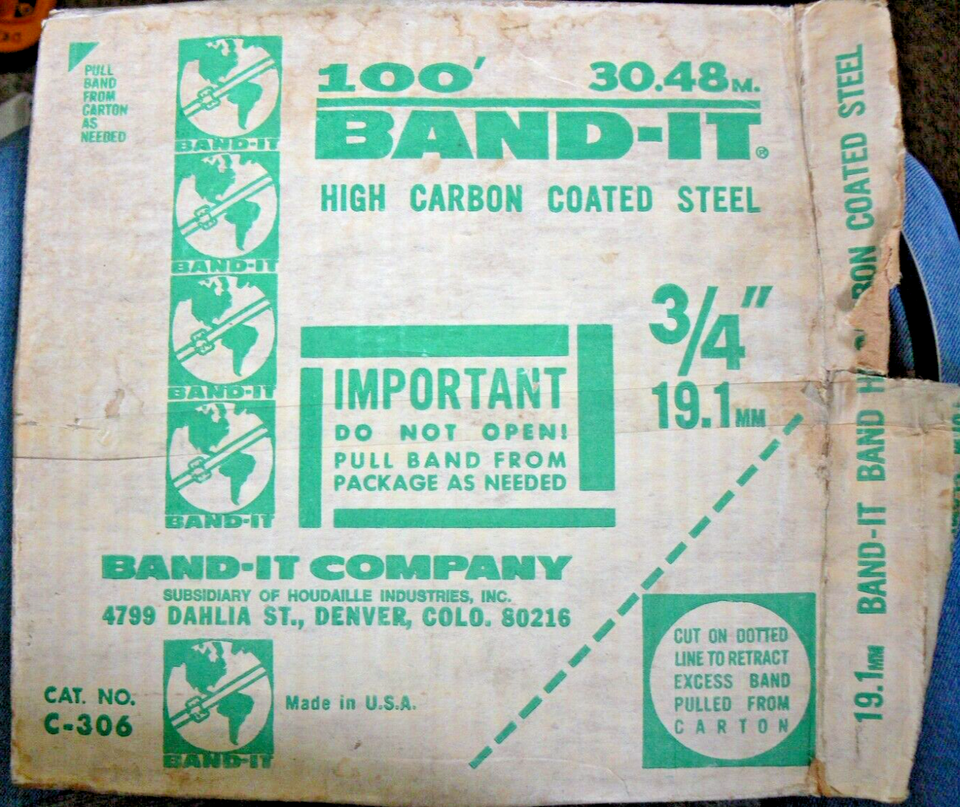 PULL
BAND
FROM
CARTON
AS
NEEDED
BAND-IT
BAND-IT
BAND-IT
BAND-IT
100' 30.48M.
BAND-IT®
HIGH CARBON COATED STEEL
3/4"
19.1MM
IMPORTANT
DO NOT OPEN!
PULL BAND FROM
PACKAGE AS NEEDED
BAND-IT COMPANY
SUBSIDIARY OF HOUDAILLE INDUSTRIES, INC.
4799 DAHLIA ST., DENVER, COLO. 80216
CAT. NO.
C-306
BAND-IT
Made in U.S.A.
CUT ON DOTTED
LINE TO RETRACT
EXCESS BAND
PULLED FROM
CARTON
19.1MM BAND-IT BAND COATED STEEL